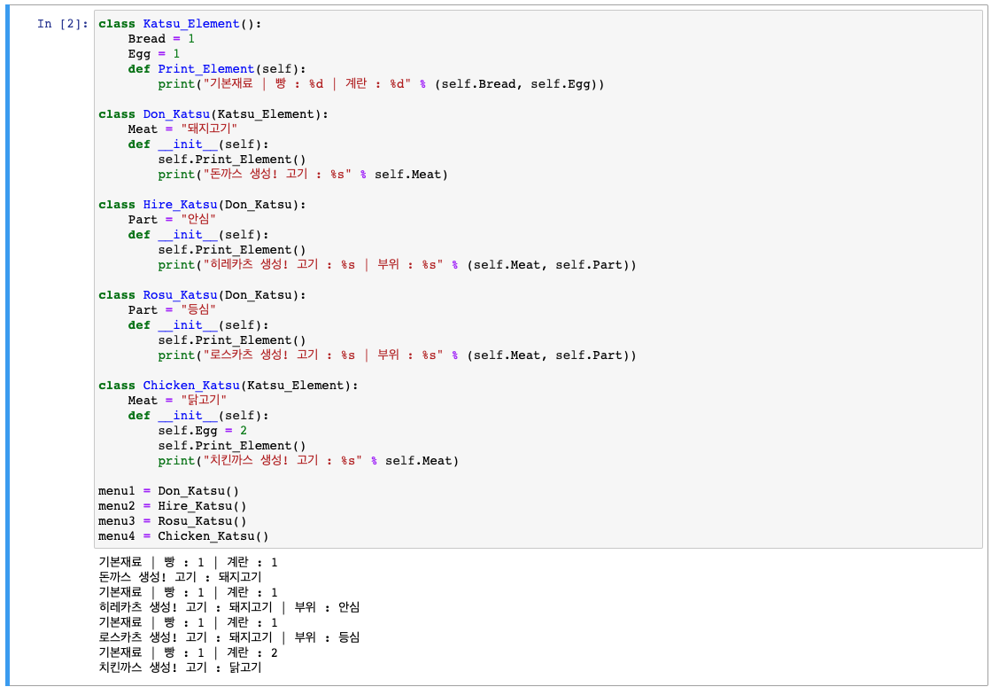 In [2]: class Katsu_Element():
    Bread = 1
    Egg = 1
    def Print_Element(self):
        print("기본재료 | 빵 : %d | 계란 : %d" % (self.Bread, self.Egg))

class Don_Katsu(Katsu_Element):
    Meat = "돼지고기"
    def __init__(self):
        self.Print_Element()
        print("돈까스 생성! 고기 : %s" % self.Meat)

class Hire_Katsu(Don_Katsu):
    Part = "안심"
    def __init__(self):
        self.Print_Element()
        print("히레카츠 생성! 고기 : %s | 부위 : %s" % (self.Meat, self.Part))

class Rosu_Katsu(Don_Katsu):
    Part = "등심"
    def __init__(self):
        self.Print_Element()
        print("로스카츠 생성! 고기 : %s | 부위 : %s" % (self.Meat, self.Part))

class Chicken_Katsu(Katsu_Element):
    Meat = "닭고기"
    def __init__(self):
        self.Egg = 2
        self.Print_Element()
        print("치킨까스 생성! 고기 : %s" % self.Meat)

menu1 = Don_Katsu()
menu2 = Hire_Katsu()
menu3 = Rosu_Katsu()
menu4 = Chicken_Katsu()

기본재료 | 빵 : 1 | 계란 : 1
돈까스 생성! 고기 : 돼지고기
기본재료 | 빵 : 1 | 계란 : 1
히레카츠 생성! 고기 : 돼지고기 | 부위 : 안심
기본재료 | 빵 : 1 | 계란 : 1
로스카츠 생성! 고기 : 돼지고기 | 부위 : 등심
기본재료 | 빵 : 1 | 계란 : 2
치킨까스 생성! 고기 : 닭고기